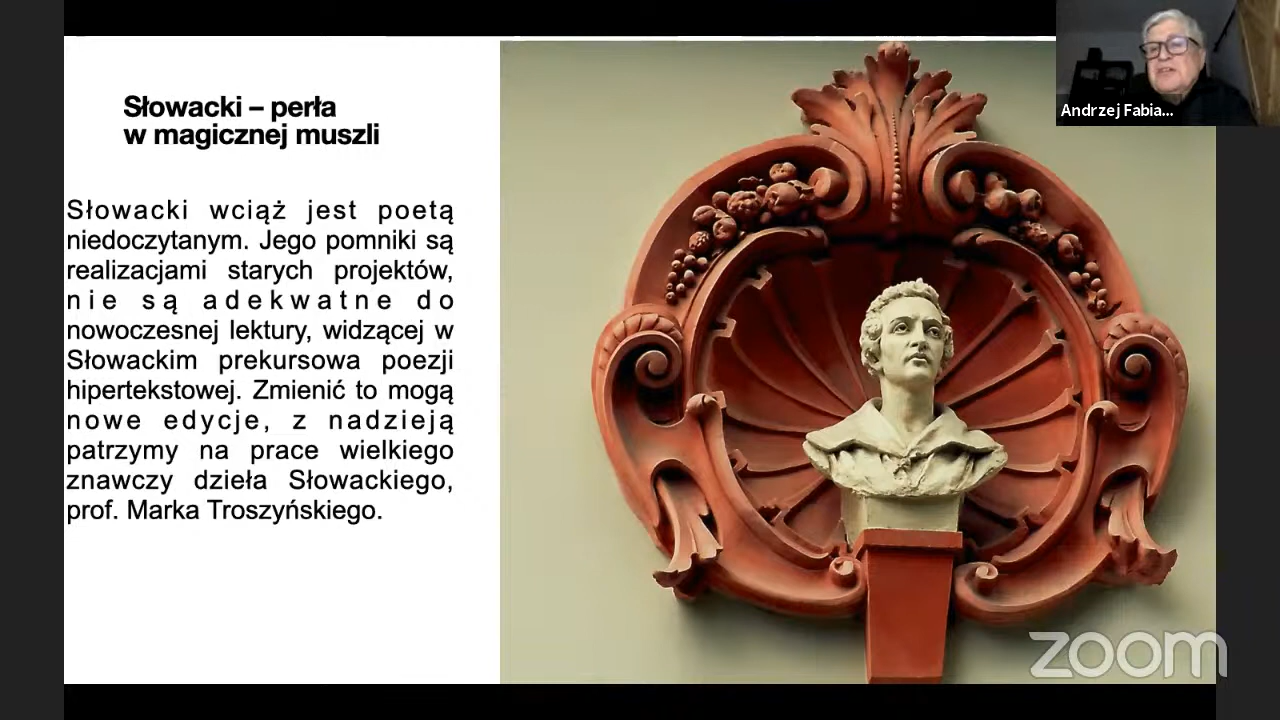 Słowacki – perła
w magicznej muszli
Słowacki wciąż jest poetą
niedoczytanym. Jego pomniki są
realizacjami starych projektów,
nie są adekwatne do
nowoczesnej lektury, widzącej w
Słowackim prekursowa poezji
hipertekstowej. Zmienić to mogą
nowe edycje, z nadzieją
patrzymy na prace wielkiego
znawczy dzieła Słowackiego,
prof. Marka Troszyńskiego.
Andrzej Fabia...
zoom